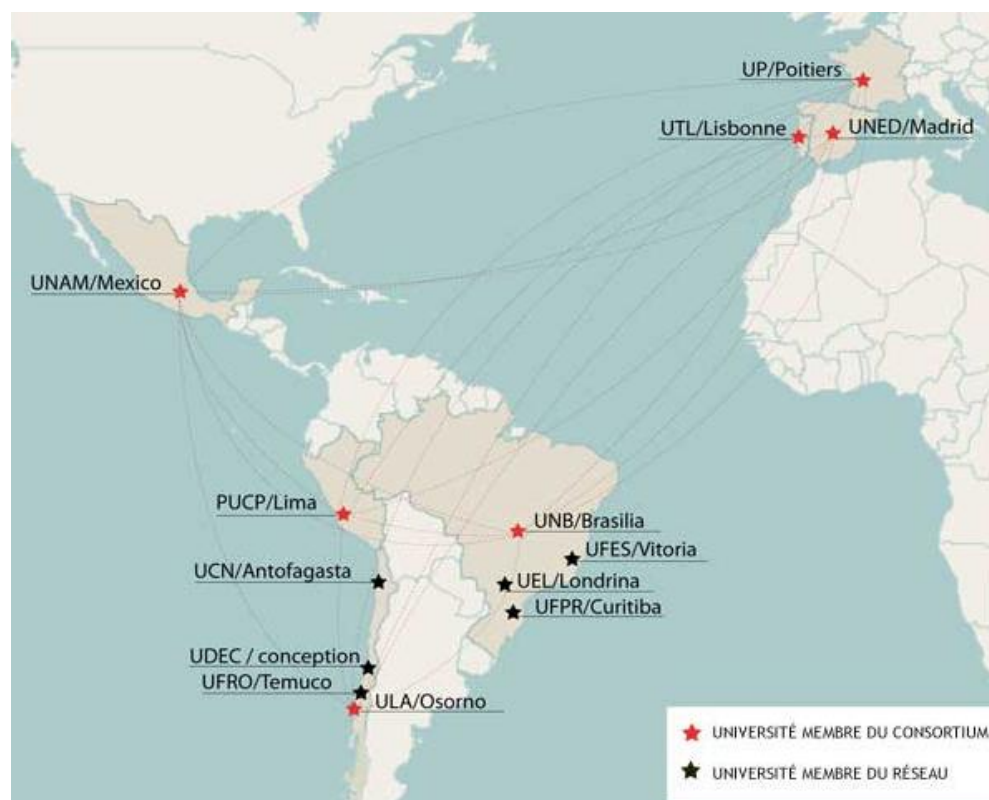 UP/Poitiers
UTL/Lisbonne
UNED/Madrid
UNAM/Mexico
PUCP/Lima
UNB/Brasilia
UFES/Vitoria
UCN/Antofagasta
UEL/Londrina
UFPR/Curitiba
UDEC / conception
UFRO/Temuco
ULA/Osorno
UNIVERSITÉ MEMBRE DU CONSORTIUM
UNIVERSITÉ MEMBRE DU RÉSEAU